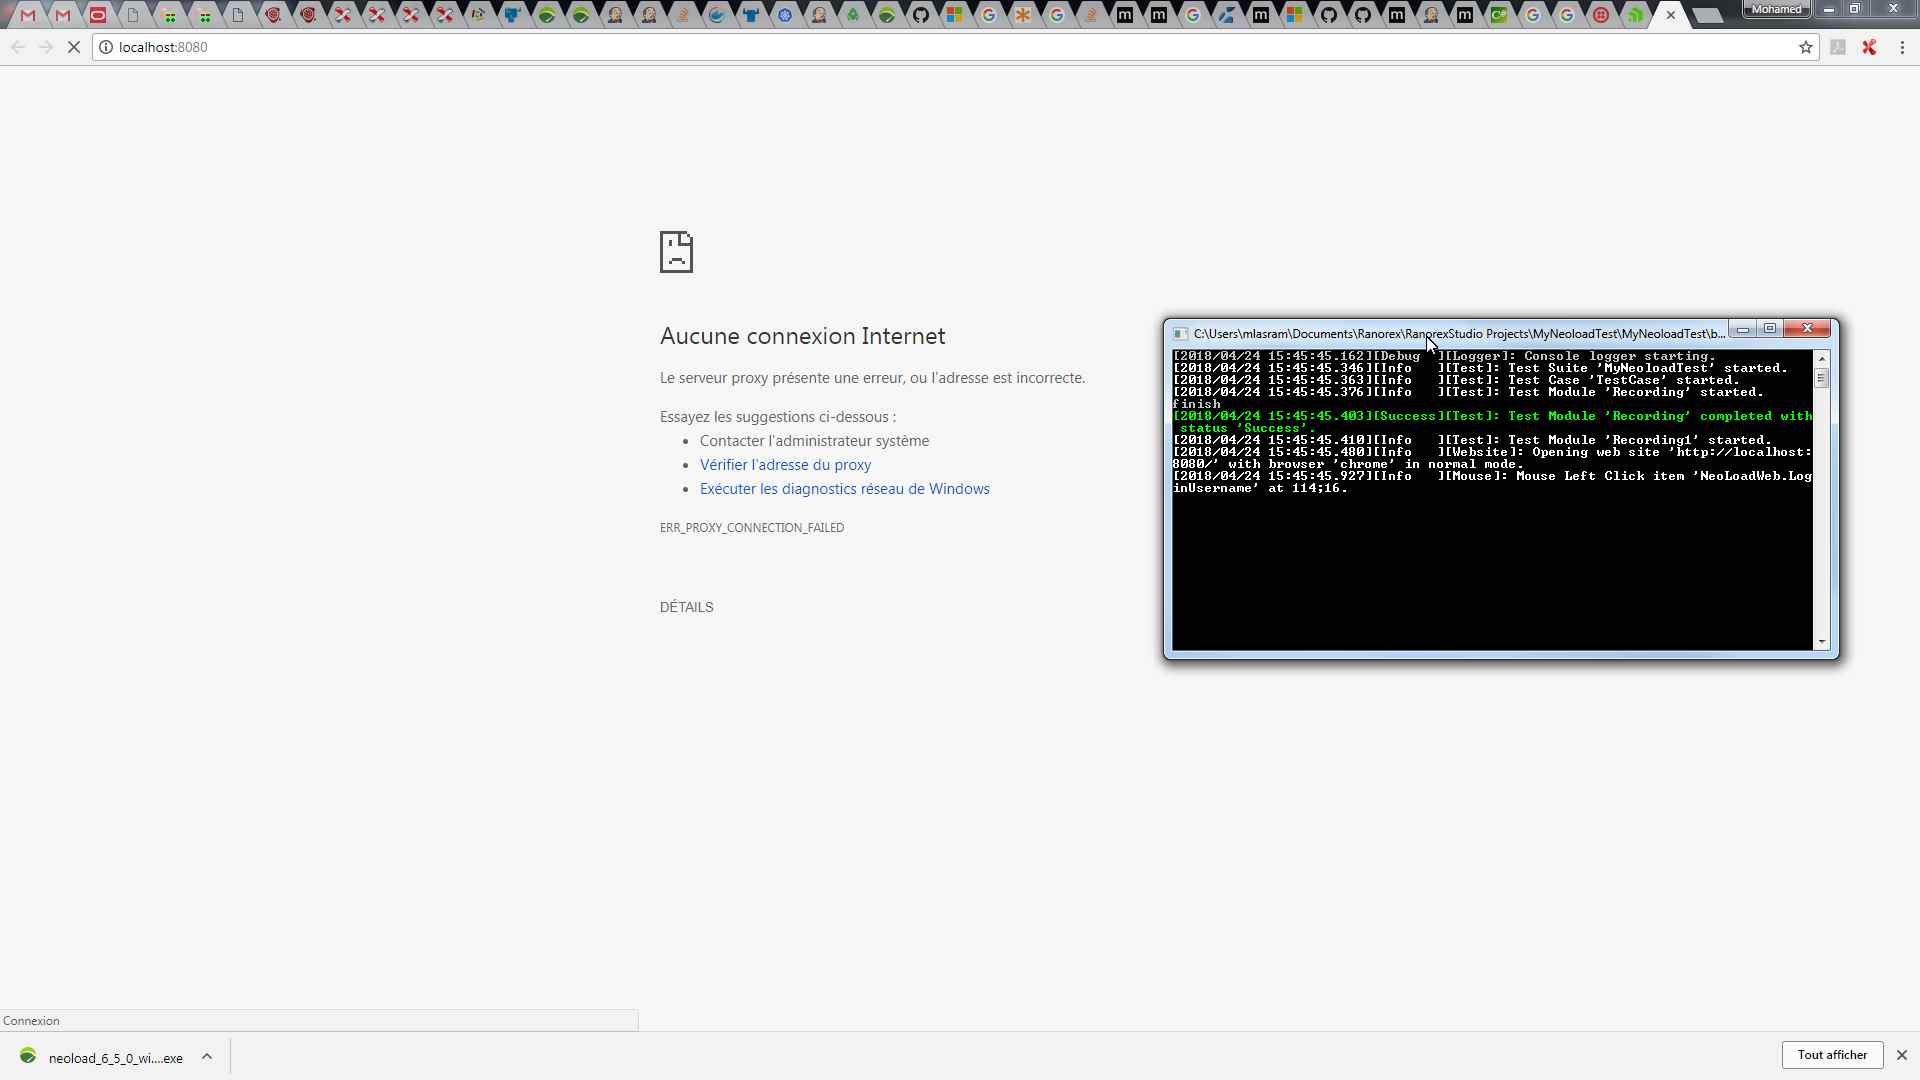 Mohamed
localhost:8080
Aucune connexion Internet
Le serveur proxy présente une erreur, ou l'adresse est incorrecte.
Essayez les suggestions ci-dessous :
Contacter l'administrateur système
Vérifier l'adresse du proxy
Exécuter les diagnostics réseau de Windows
ERR_PROXY_CONNECTION_FAILED
DÉTAILS
C:\Users\mlasram\Documents\Ranorex\RanorexStudio Projects\MyNeoloadTest\MyNeoloadTest\b...
[2018/04/24 15:45:45.162][Debug  ][Logger]: Console logger starting.
[2018/04/24 15:45:45.346][Info   ][Test]: Test Suite 'MyNeoloadTest' started.
[2018/04/24 15:45:45.363][Info   ][Test]: Test Case 'TestCase' started.
[2018/04/24 15:45:45.376][Info   ][Test]: Test Module 'Recording' started.
finish
[2018/04/24 15:45:45.403][Success][Test]: Test Module 'Recording' completed with
 status 'Success'.
[2018/04/24 15:45:45.410][Info   ][Test]: Test Module 'Recording1' started.
[2018/04/24 15:45:45.480][Info   ][Website]: Opening web site 'http://localhost:
8080/' with browser 'chrome' in normal mode.
[2018/04/24 15:45:45.927][Info   ][Mouse]: Mouse Left Click item 'NeoLoadWeb.Log
inUsername' at 114;16.
Connexion
neoload_6_5_0_wi....exe
Tout afficher